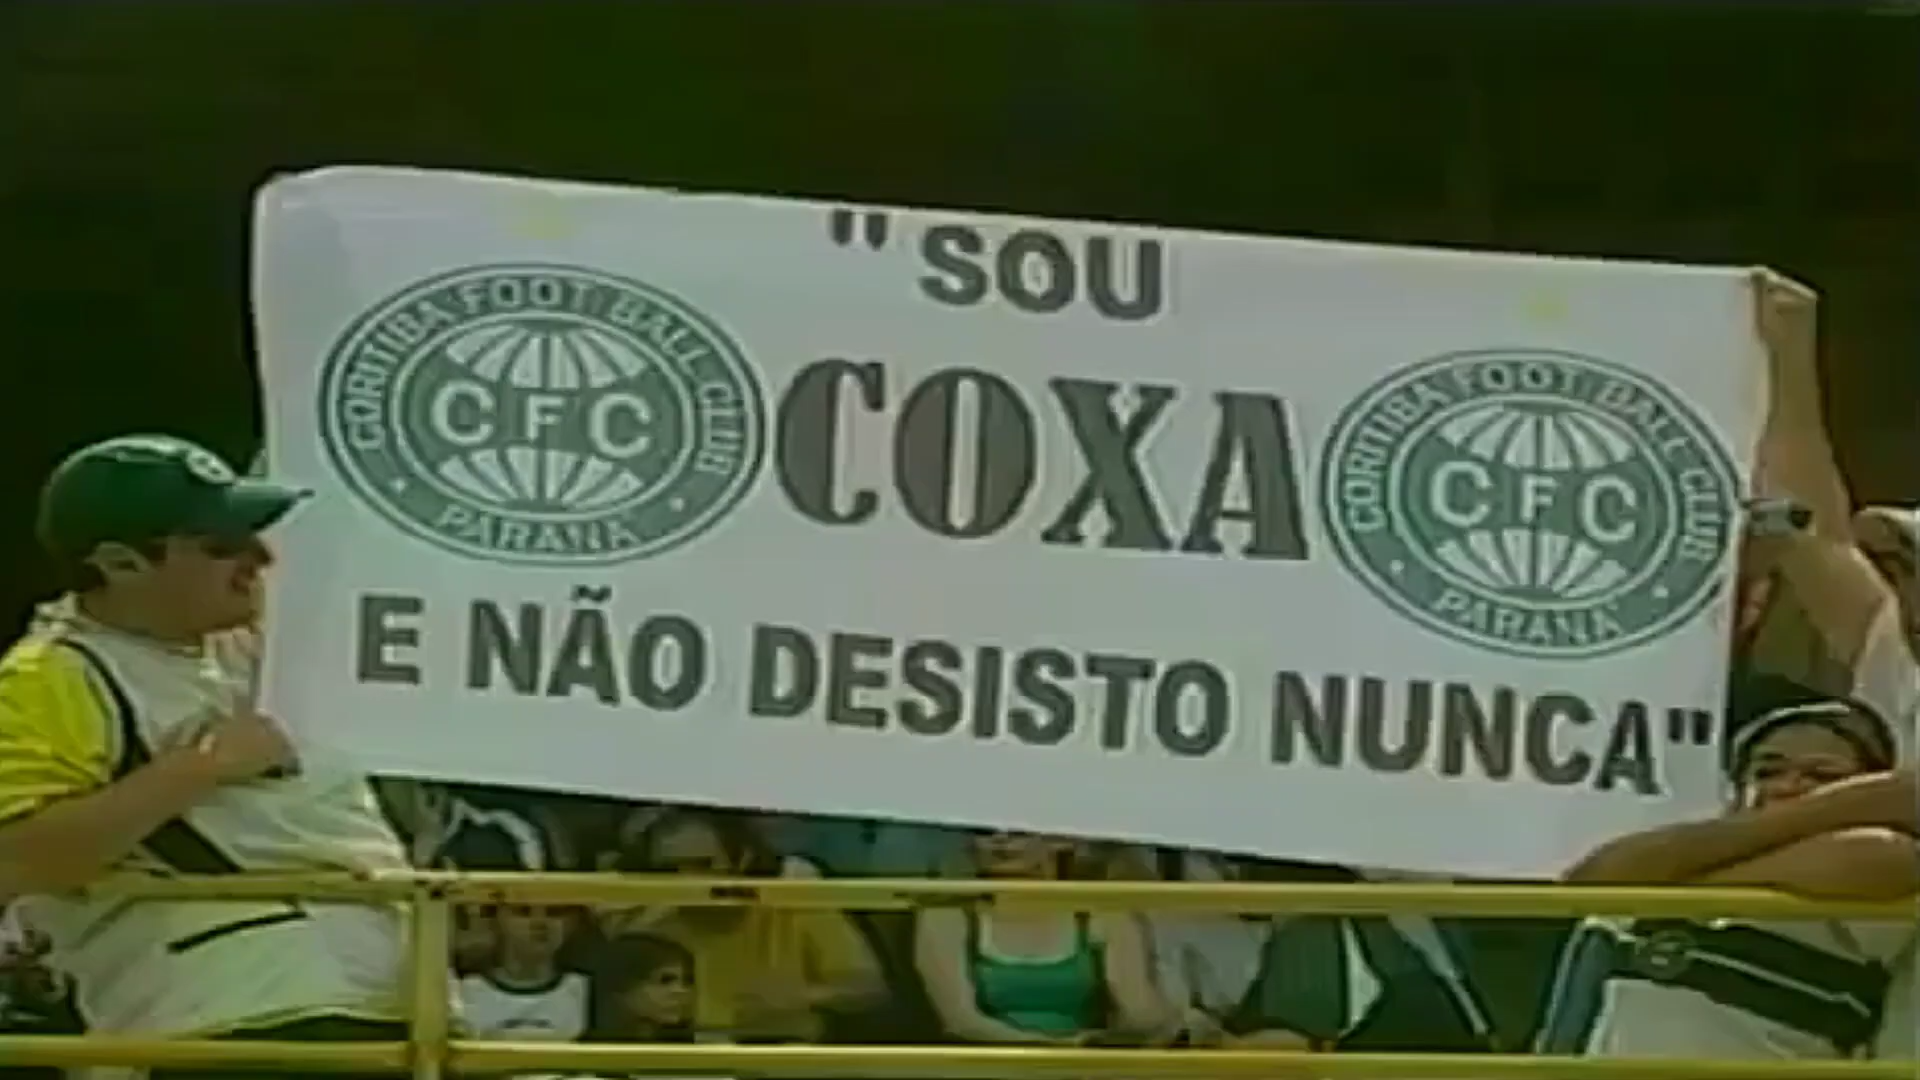 "SOU
COXA
E NÃO DESISTO NUNCA"
CORITIBA FOOT BALL CLUB
CFC
PARANÁ
CORITIBA FOOT BALL CLUB
CFC
PARANÁ